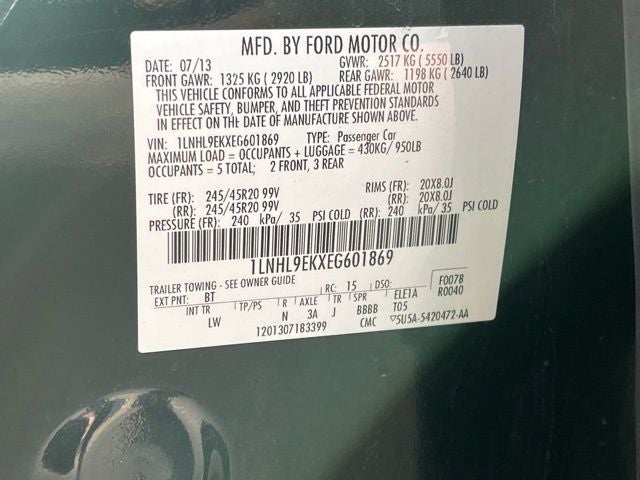 MFD. BY FORD MOTOR CO.
DATE: 07/13 GVWR: 2517 KG ( 5550 LB)
FRONT GAWR: 1325 KG ( 2920 LB) REAR GAWR: 1198 KG ( 2640 LB)
THIS VEHICLE CONFORMS TO ALL APPLICABLE FEDERAL MOTOR
VEHICLE SAFETY, BUMPER, AND THEFT PREVENTION STANDARDS
IN EFFECT ON THE DATE OF MANUFACTURE SHOWN ABOVE.
VIN: 1LNHL9EKXEG601869 TYPE: Passenger Car
MAXIMUM LOAD = OCCUPANTS + LUGGAGE = 430KG/ 950LB
OCCUPANTS = 5 TOTAL; 2 FRONT, 3 REAR
TIRE (FR): 245/45R20 99V RIMS (FR): 20X8.0J
(RR): 245/45R20 99V (RR): 20X8.0J
PRESSURE (FR): 240 kPa/ 35 PSI COLD (RR): 240 kPa/ 35 PSI COLD
1LNHL9EKXEG601869
TRAILER TOWING - SEE OWNER GUIDE
EXT PNT: BT RC: 15 DSO: F0078
INT TR TP/PS R AXLE TR SPR ELE1A R0040
LW N 3A J BBBB T05
1201307183399 CMC 5U5A-5420472-AA